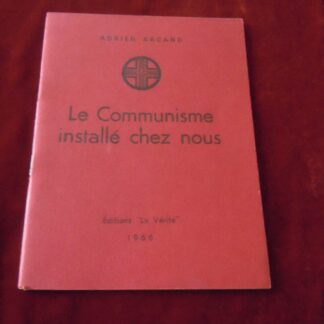 ADRIEN ARCAND
Le Communisme
installé chez nous
Éditions "La Vérité"
1966